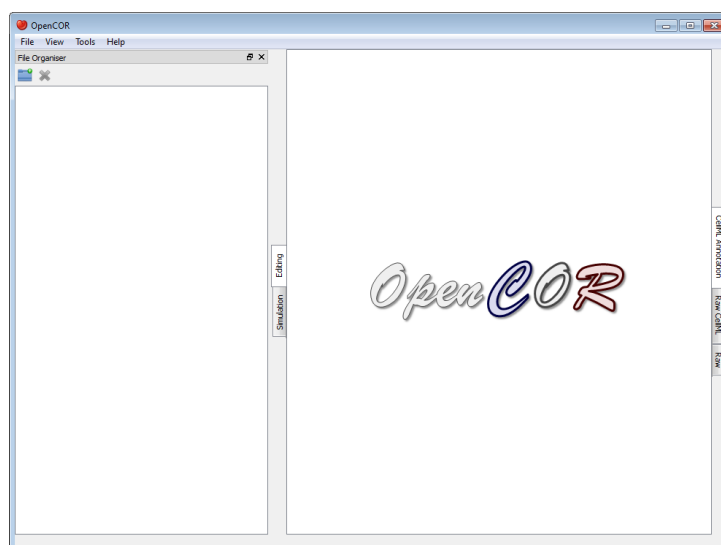 OpenCOR
File View Tools Help
File Organiser
Editing
Simulation
OpenCOR
CellML Annotation
Raw CellML
Raw